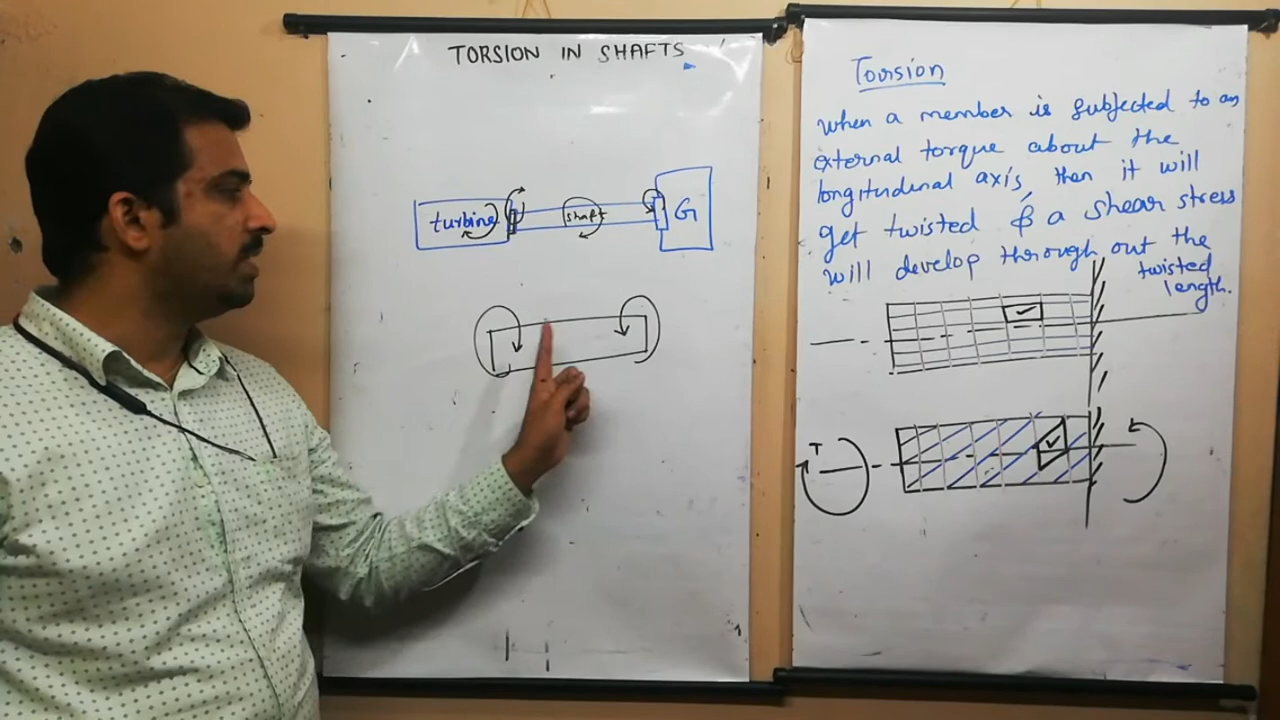 TORSION IN SHAFTS
turbine
shaft
G
Torsion
when a member is subjected to an
external torque about the
longitudinal axis, then it will
get twisted & a shear stress
will develop through out the
twisted
length.
T